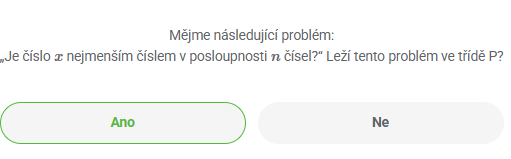 Mějme následující problém:
„Je číslo x nejmenším číslem v posloupnosti n čísel?“ Leží tento problém ve třídě P?
Ano
Ne